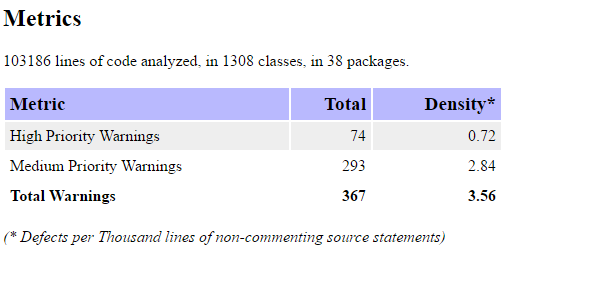 Metrics
103186 lines of code analyzed, in 1308 classes, in 38 packages.
Metric Total Density*
High Priority Warnings 74 0.72
Medium Priority Warnings 293 2.84
Total Warnings 367 3.56
(* Defects per Thousand lines of non-commenting source statements)